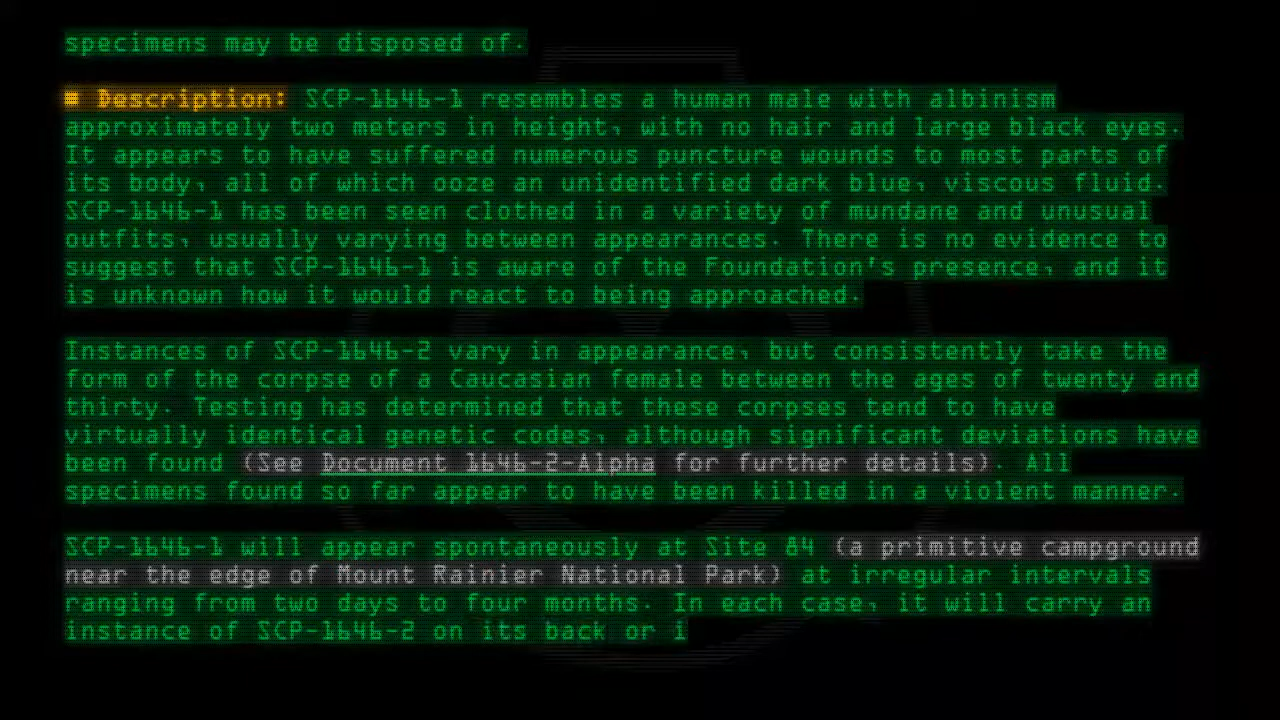 specimens may be disposed of.
■ Description: SCP-1646-1 resembles a human male with albinism
approximately two meters in height, with no hair and large black eyes.
It appears to have suffered numerous puncture wounds to most parts of
its body, all of which ooze an unidentified dark blue, viscous fluid.
SCP-1646-1 has been seen clothed in a variety of mundane and unusual
outfits, usually varying between appearances. There is no evidence to
suggest that SCP-1646-1 is aware of the Foundation's presence, and it
is unknown how it would react to being approached.
Instances of SCP-1646-2 vary in appearance, but consistently take the
form of the corpse of a Caucasian female between the ages of twenty and
thirty. Testing has determined that these corpses tend to have
virtually identical genetic codes, although significant deviations have
been found (See Document 1646-2-Alpha for further details). All
specimens found so far appear to have been killed in a violent manner.
SCP-1646-1 will appear spontaneously at Site 84 (a primitive campground
near the edge of Mount Rainier National Park) at irregular intervals
ranging from two days to four months. In each case, it will carry an
instance of SCP-1646-2 on its back or i